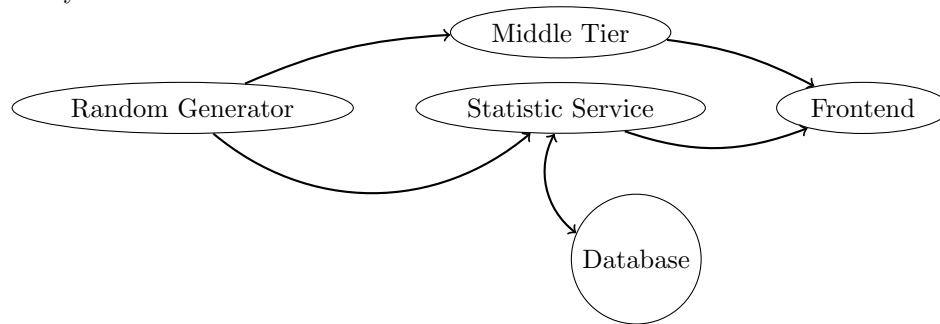 Middle Tier
Random Generator
Statistic Service
Frontend
Database